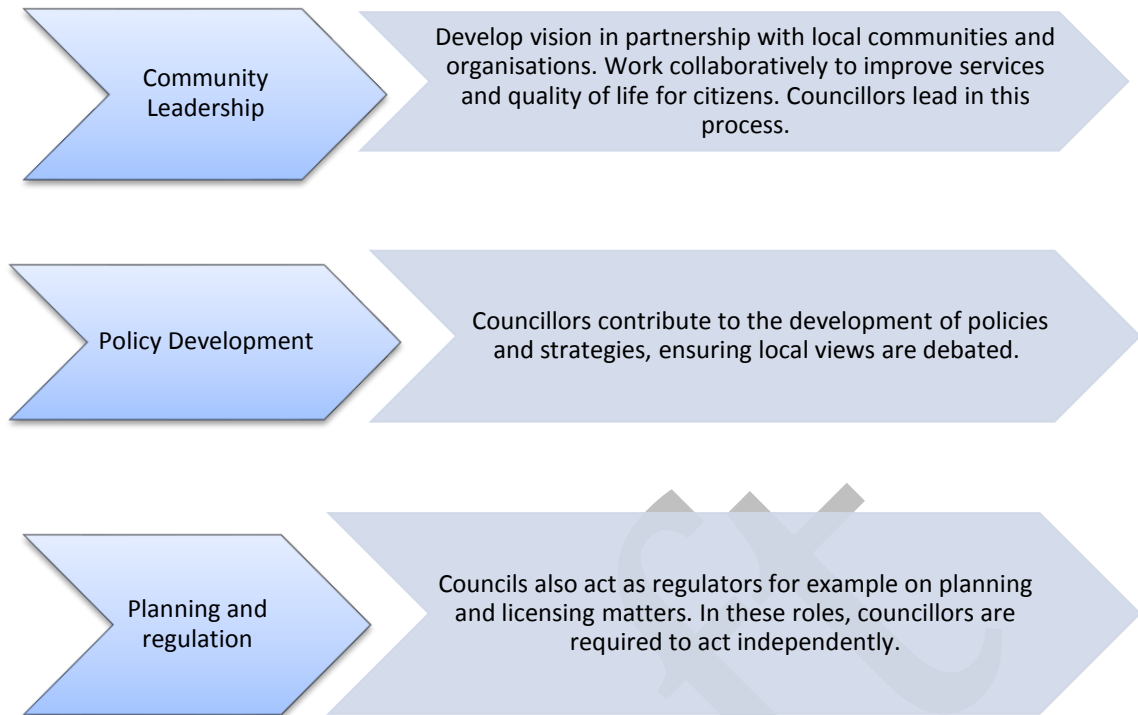 Community
Leadership
Develop vision in partnership with local communities and
organisations. Work collaboratively to improve services
and quality of life for citizens. Councillors lead in this
process.
Policy Development
Councillors contribute to the development of policies
and strategies, ensuring local views are debated.
Planning and
regulation
Councils also act as regulators for example on planning
and licensing matters. In these roles, councillors are
required to act independently.